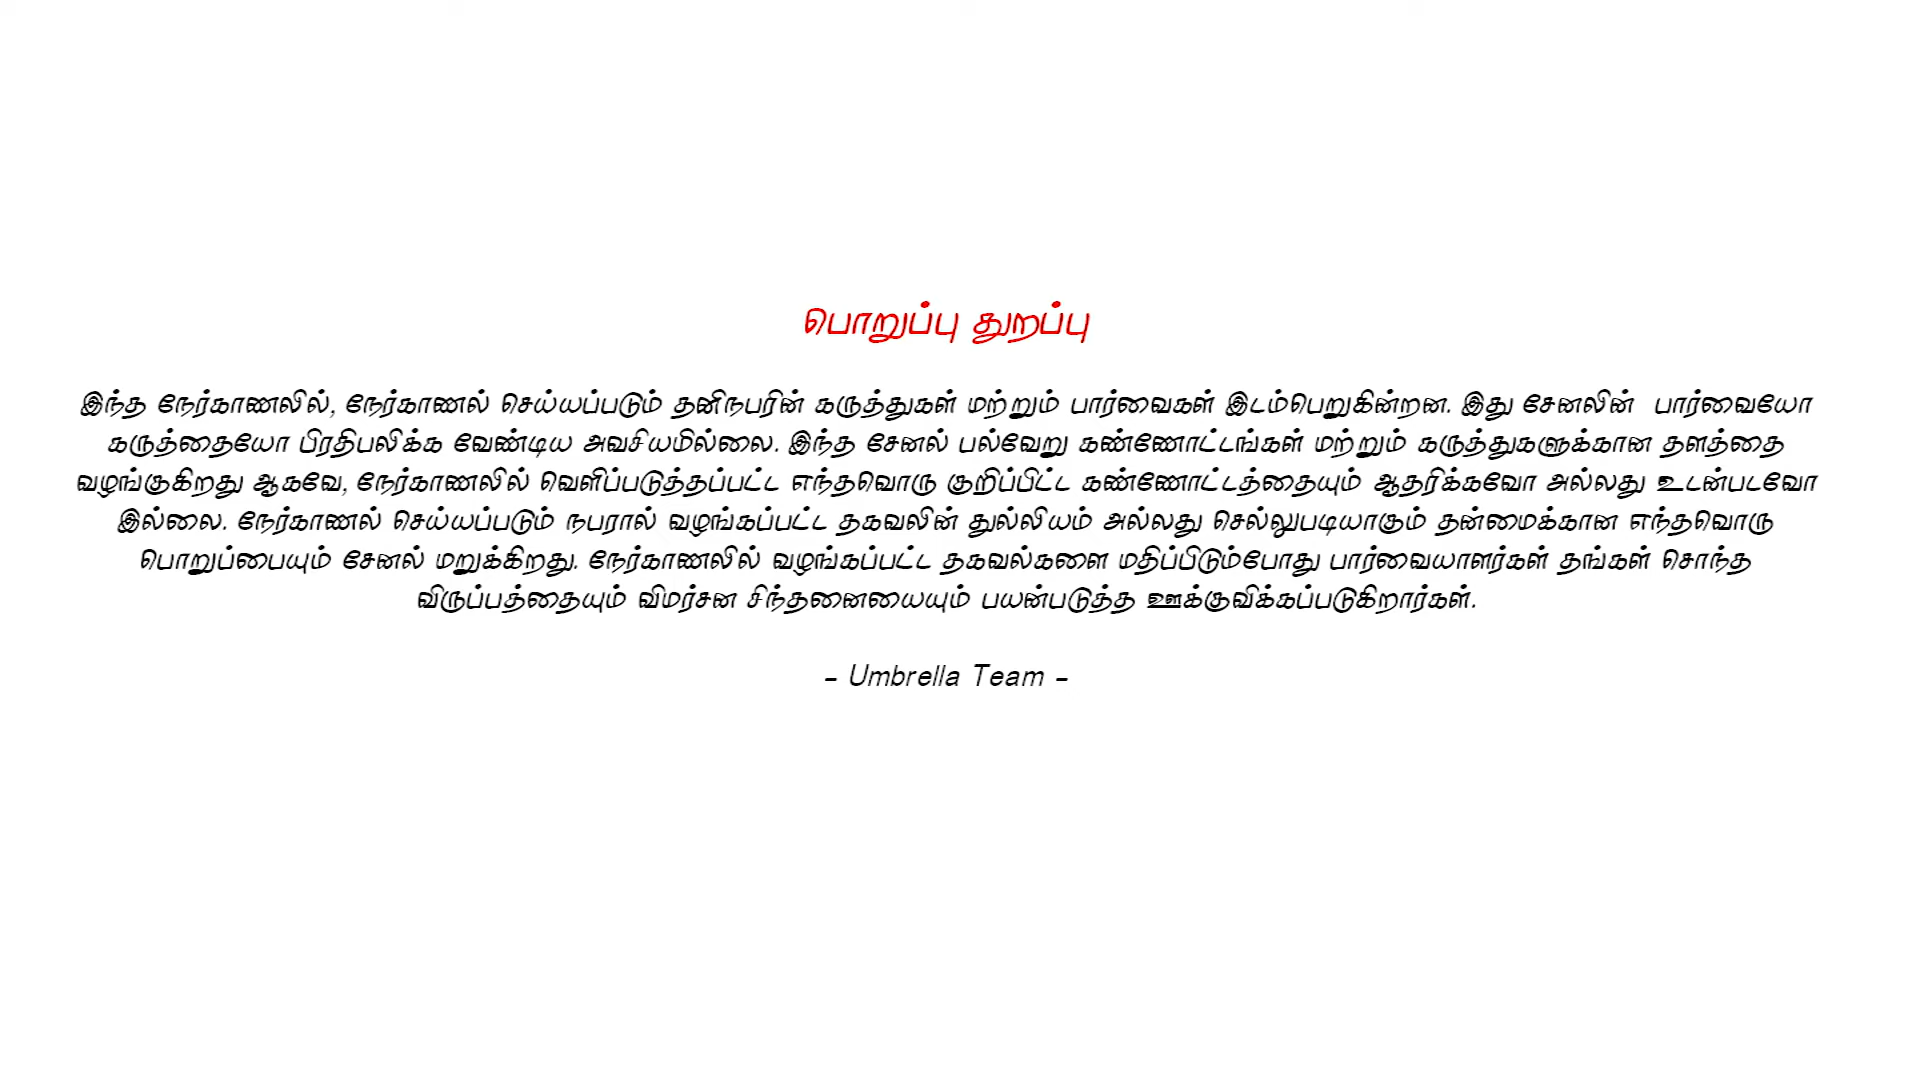 பொறுப்பு துறப்பு
இந்த நேர்காணலில், நேர்காணல் செய்யப்படும் தனிநபரின் கருத்துகள் மற்றும் பார்வைகள் இடம்பெறுகின்றன. இது சேனலின் பார்வையோ
கருத்தையோ பிரதிபலிக்க வேண்டிய அவசியமில்லை. இந்த சேனல் பல்வேறு கண்ணோட்டங்கள் மற்றும் கருத்துகளுக்கான தளத்தை
வழங்குகிறது ஆகவே, நேர்காணலில் வெளிப்படுத்தப்பட்ட எந்தவொரு குறிப்பிட்ட கண்ணோட்டத்தையும் ஆதரிக்கவோ அல்லது உடன்படவோ
இல்லை. நேர்காணல் செய்யப்படும் நபரால் வழங்கப்பட்ட தகவலின் துல்லியம் அல்லது செல்லுபடியாகும் தன்மைக்கான எந்தவொரு
பொறுப்பையும் சேனல் மறுக்கிறது. நேர்காணலில் வழங்கப்பட்ட தகவல்களை மதிப்பிடும்போது பார்வையாளர்கள் தங்கள் சொந்த
விருப்பத்தையும் விமர்சன சிந்தனையையும் பயன்படுத்த ஊக்குவிக்கப்படுகிறார்கள்.
- Umbrella Team -